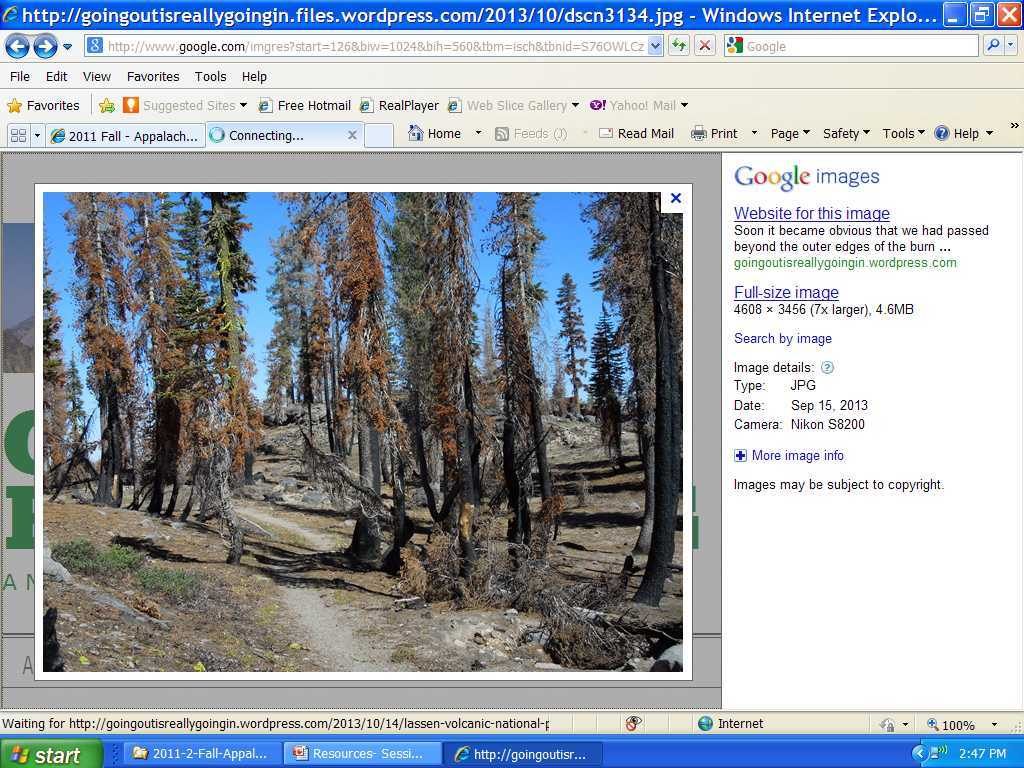 http://goingoutisreallygoingin.files.wordpress.com/2013/10/dscn3134.jpg - Windows Internet Explo...
http://www.google.com/imgres?start=126&biw=1024&bih=560&tbm=isch&tbnid=S76OWLCz
Google
File Edit View Favorites Tools Help
Favorites Suggested Sites Free Hotmail RealPlayer Web Slice Gallery Yahoo! Mail
2011 Fall - Appalach... Connecting... Home Feeds (J) Read Mail Print Page Safety Tools Help
Google images
Website for this image
Soon it became obvious that we had passed
beyond the outer edges of the burn ...
goingoutisreallygoingin.wordpress.com
Full-size image
4608 × 3456 (7x larger), 4.6MB
Search by image
Image details:
Type: JPG
Date: Sep 15, 2013
Camera: Nikon S8200
More image info
Images may be subject to copyright.
Waiting for http://goingoutisreallygoingin.wordpress.com/2013/10/14/lassen-volcanic-national-p
Internet
100%
start
2011-2-Fall-Appal...
Resources- Sessi...
http://goingoutisr...
2:47 PM